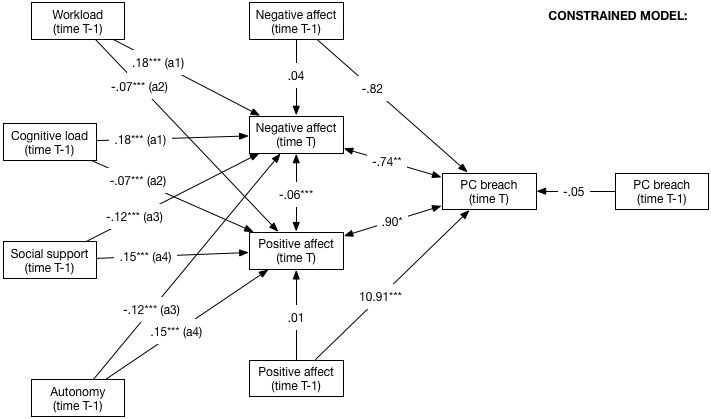 CONSTRAINED MODEL:
Workload
(time T-1)
Negative affect
(time T-1)
.18*** (a1)
-.07*** (a2)
.04
-.82
Cognitive load
(time T-1)
.18*** (a1)
Negative affect
(time T)
-.74**
-.07*** (a2)
-.06***
PC breach
(time T)
-.05
PC breach
(time T-1)
-.12*** (a3)
.90*
Social support
(time T-1)
.15*** (a4)
Positive affect
(time T)
-.12*** (a3)
.15*** (a4)
.01
10.91***
Positive affect
(time T-1)
Autonomy
(time T-1)